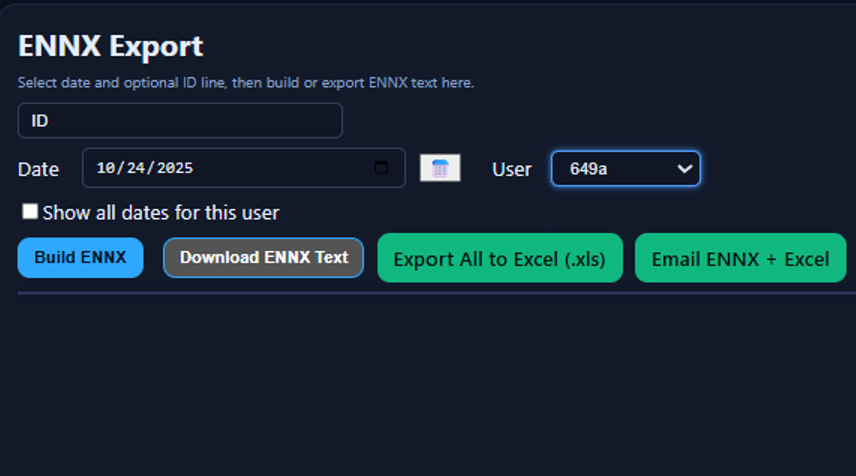 ENNX Export
Select date and optional ID line, then build or export ENNX text here.
ID
Date 10/24/2025 User 649a
Show all dates for this user
Build ENNX Download ENNX Text Export All to Excel (.xls) Email ENNX + Excel